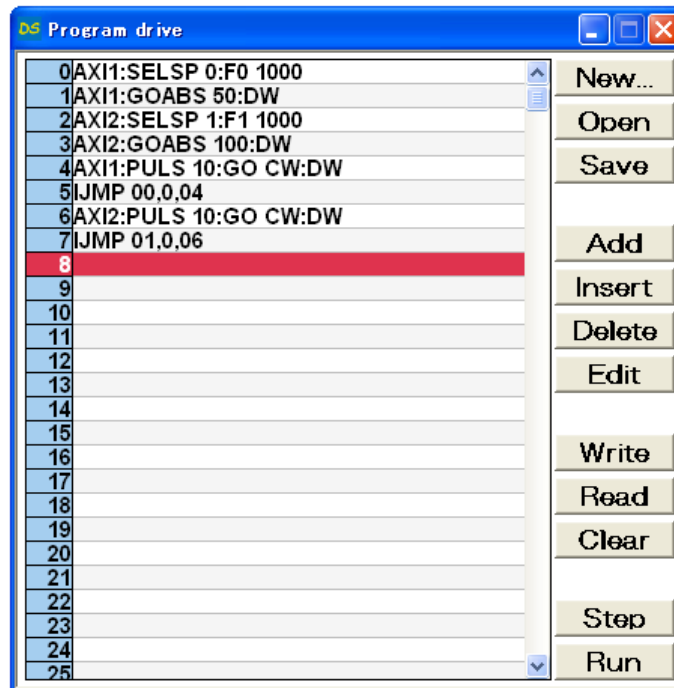 DS Program drive
0 AXI1:SELSP 0:F0 1000
1 AXI1:GOABS 50:DW
2 AXI2:SELSP 1:F1 1000
3 AXI2:GOABS 100:DW
4 AXI1:PULS 10:GO CW:DW
5 IJMP 00,0,04
6 AXI2:PULS 10:GO CW:DW
7 IJMP 01,0,06
8
9
10
11
12
13
14
15
16
17
18
19
20
21
22
23
24
25
New...
Open
Save
Add
Insert
Delete
Edit
Write
Read
Clear
Step
Run